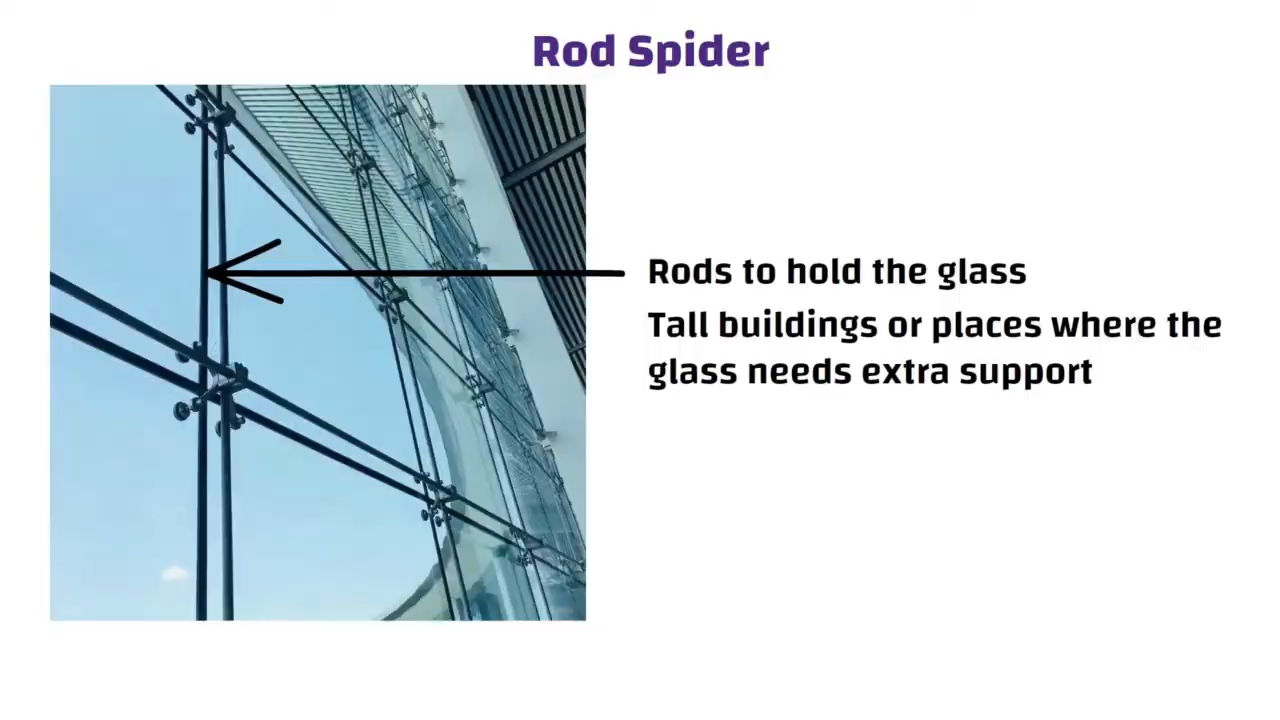 Rod Spider
Rods to hold the glass
Tall buildings or places where the
glass needs extra support